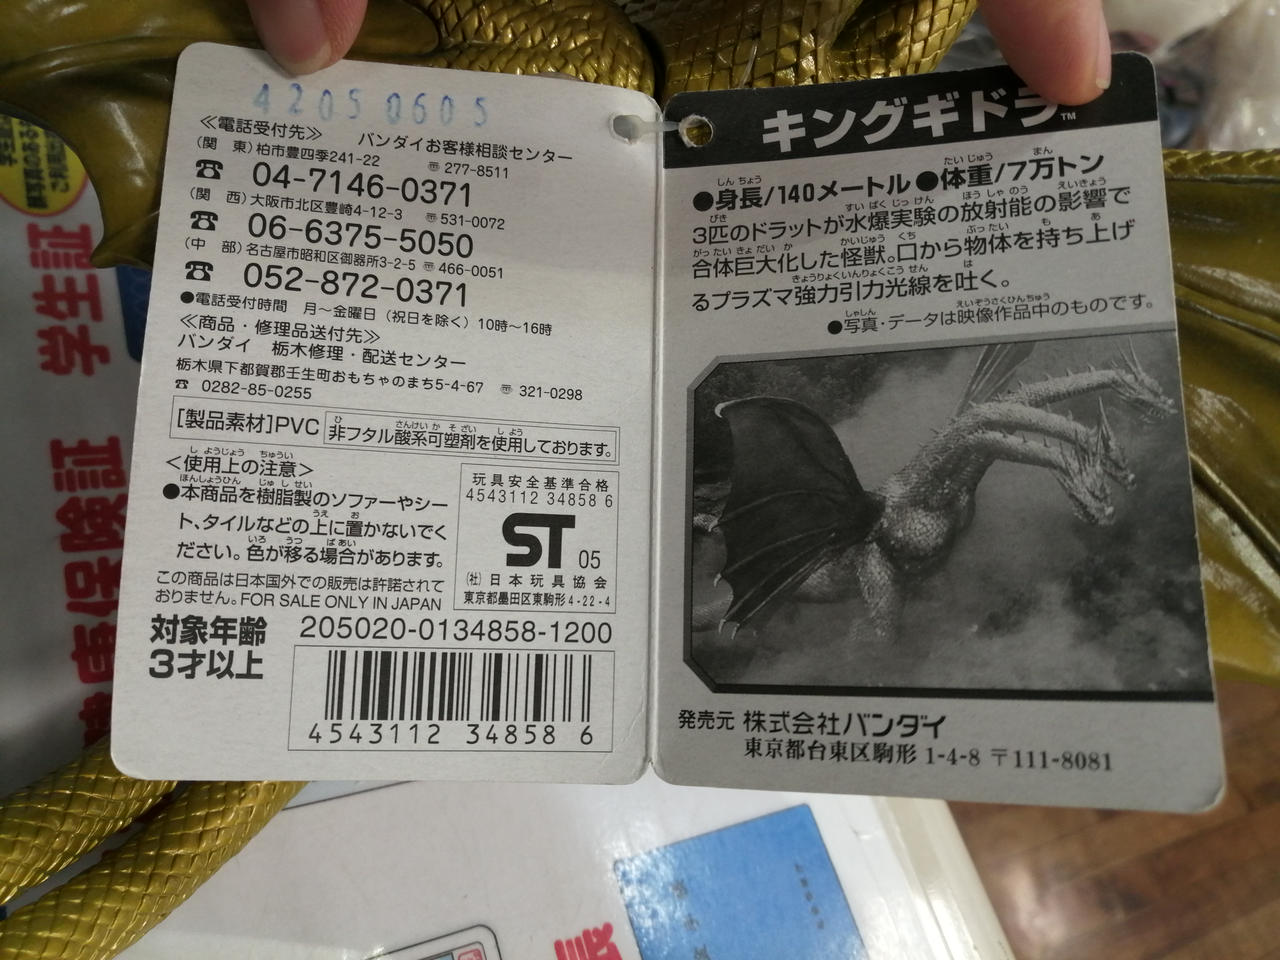 42050605
≪電話受付先≫ バンダイお客様相談センター
(関 東)柏市豊四季241-22 〠277-8511
☎ 04-7146-0371
(関 西)大阪市北区豊崎4-12-3 〠531-0072
☎ 06-6375-5050
(中 部)名古屋市昭和区御器所3-2-5 〠466-0051
☎ 052-872-0371
●電話受付時間 月〜金曜日(祝日を除く)10時〜16時
≪商品・修理品送付先≫
バンダイ 栃木修理・配送センター
栃木県下都賀郡壬生町おもちゃのまち5-4-67 〠321-0298
☎ 0282-85-0255
[製品素材]PVC 非フタル酸系可塑剤を使用しております。
<使用上の注意>
●本商品を樹脂製のソファーやシー
ト、タイルなどの上に置かないでく
ださい。色が移る場合があります。
この商品は日本国外での販売は許諾されて
おりません。FOR SALE ONLY IN JAPAN
対象年齢
3才以上
玩具安全基準合格
4543112 34858 6
ST 05
(社)日本玩具協会
東京都墨田区東駒形4-22-4
205020-0134858-1200
4543112 34858 6
キングギドラ™
●身長/140メートル ●体重/7万トン
3匹のドラットが水爆実験の放射能の影響で
合体巨大化した怪獣。口から物体を持ち上げ
るプラズマ強力引力光線を吐く。
●写真・データは映像作品中のものです。
発売元 株式会社バンダイ
東京都台東区駒形 1-4-8 〒111-8081
学生証
健康保険証